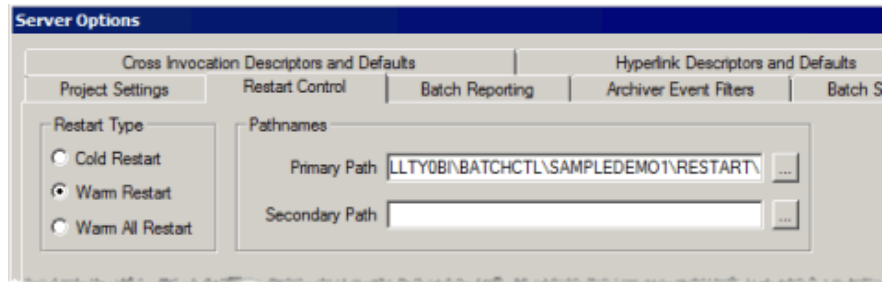 Server Options
Cross Invocation Descriptors and Defaults Hyperlink Descriptors and Defaults
Project Settings Restart Control Batch Reporting Archiver Event Filters Batch S
Restart Type Pathnames
Cold Restart
Primary Path LLTY0BI\BATCHCTL\SAMPLEDEMO1\RESTART\ ...
Warm Restart
Secondary Path ...
Warm All Restart